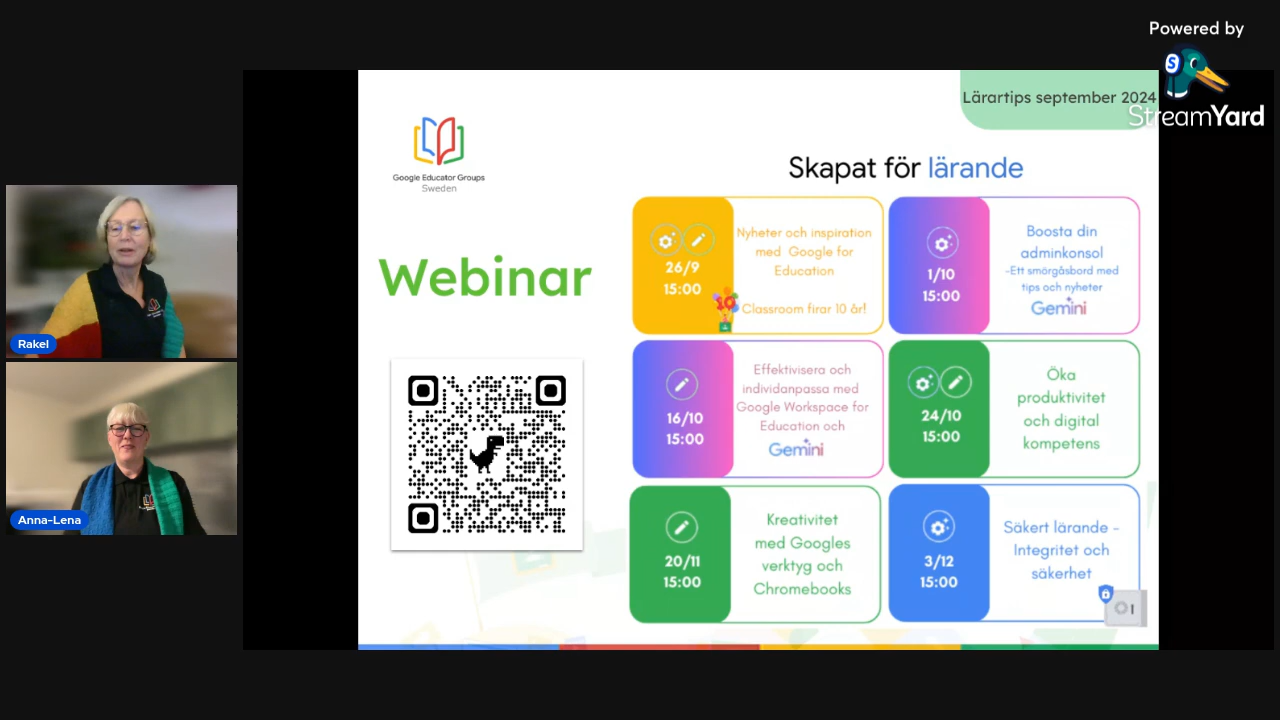 Powered by
StreamYard
Lärartips september 2024
Google Educator Groups
Sweden
Skapat för lärande
Webinar
26/9
15:00
Nyheter och inspiration
med Google for
Education
10
Classroom firar 10 år!
1/10
15:00
Boosta din
adminkonsol
-Ett smörgåsbord med
tips och nyheter
Gemini
16/10
15:00
Effektivisera och
individanpassa med
Google Workspace for
Education och
Gemini
24/10
15:00
Öka
produktivitet
och digital
kompetens
20/11
15:00
Kreativitet
med Googles
verktyg och
Chromebooks
3/12
15:00
Säkert lärande -
Integritet och
säkerhet
Rakel
Anna-Lena